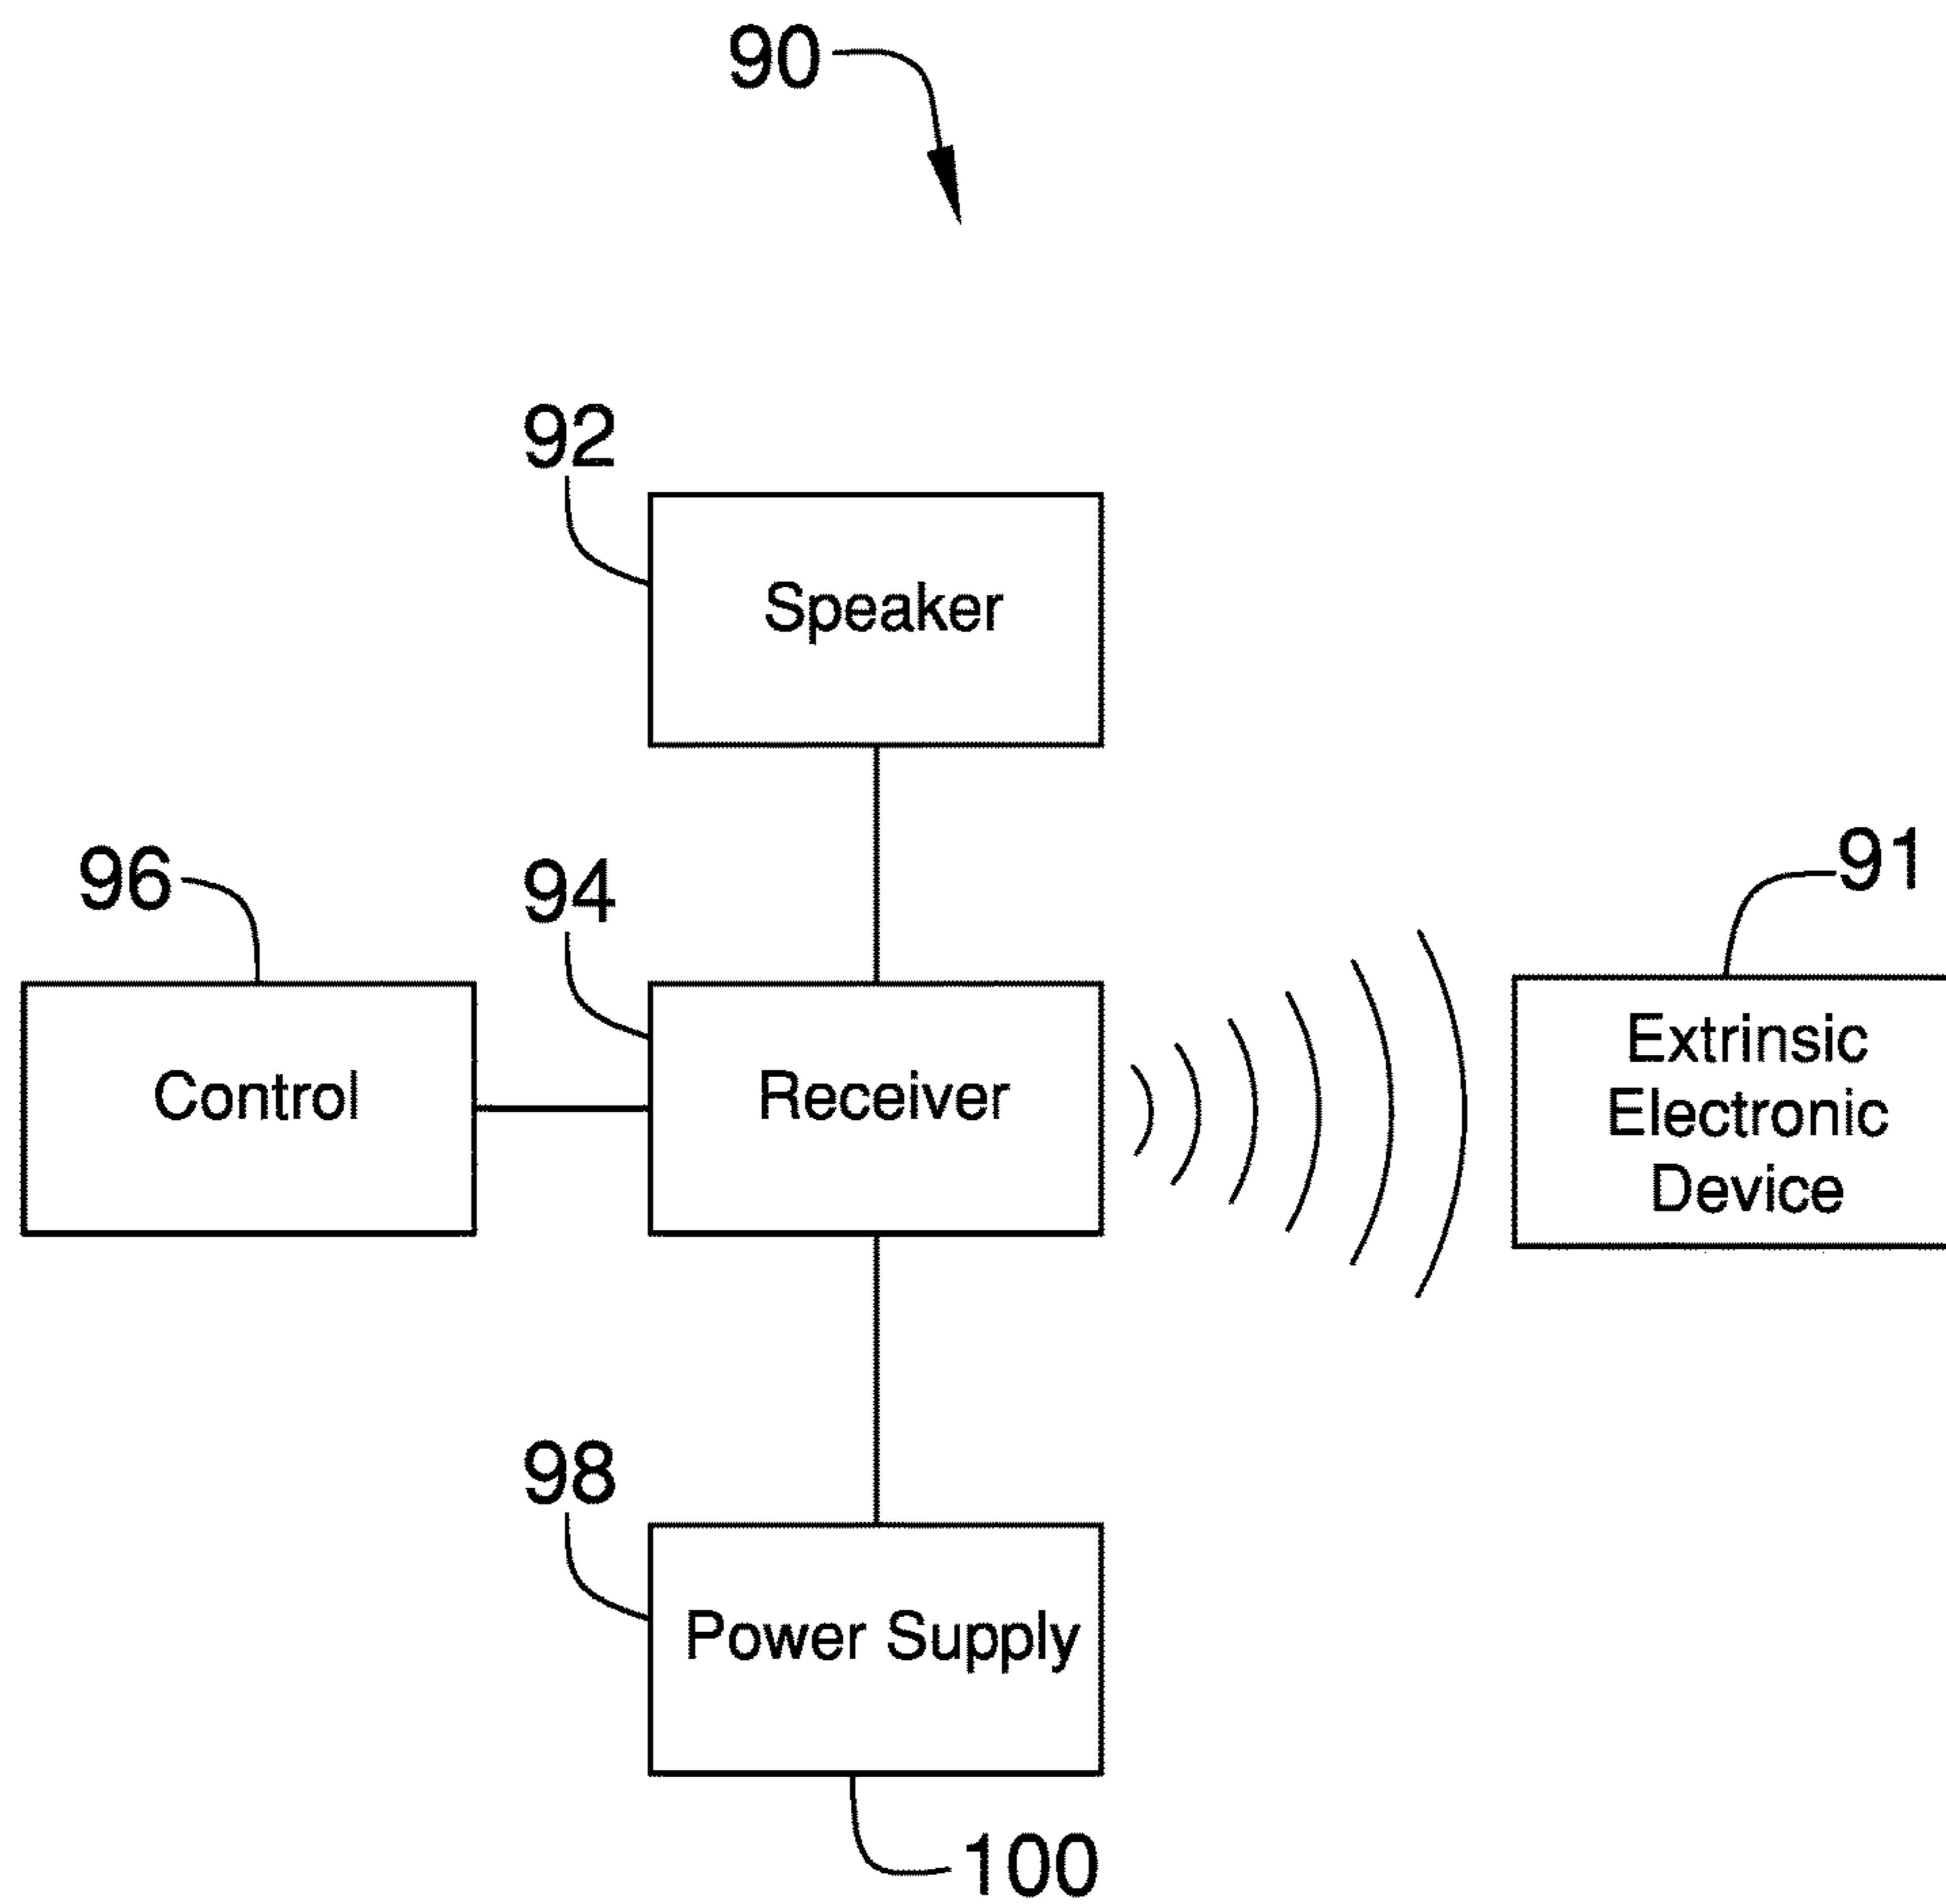 90
92
Speaker
96
94
91
Control
Receiver
Extrinsic
Electronic
Device
98
Power Supply
100